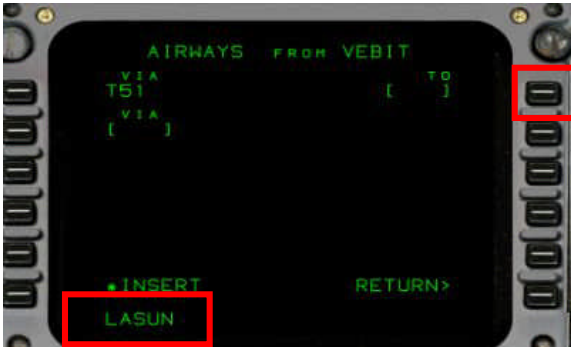 AIRWAYS FROM VEBIT
VIA TO
T51 [ ]
VIA
[ ]
INSERT RETURN>
LASUN